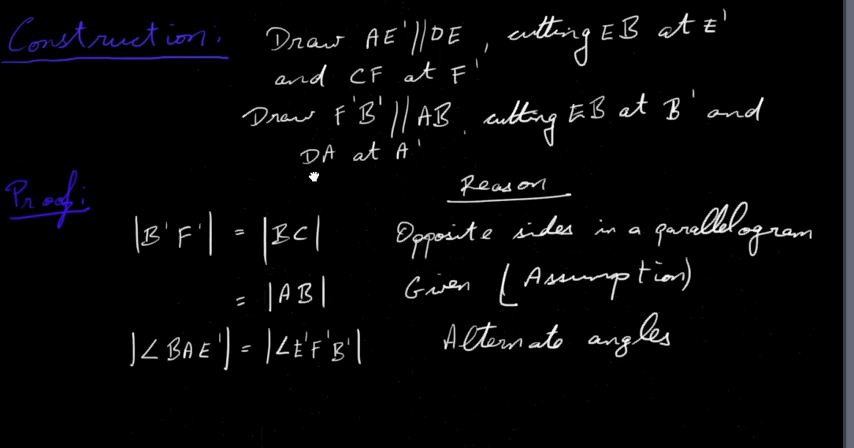 Construction: Draw AE'//DE, cutting EB at E'
and CF at F'
Draw F'B'//AB, cutting EB at B' and
DA at A'
Proof: Reason
|B'F'| = |BC| Opposite sides in a parallelogram
= |AB| Given (Assumption)
|∠BAE'| = |∠E'F'B'| Alternate angles